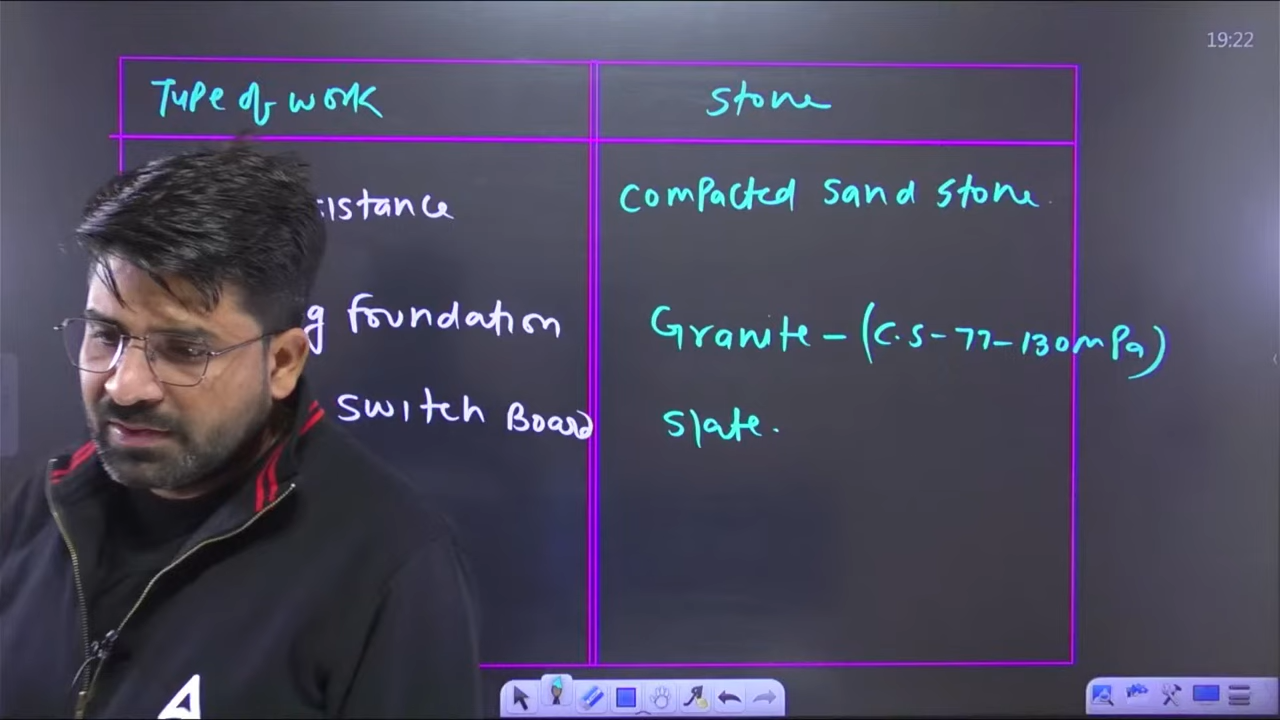 19:22
Type of work
Stone
istance
Compacted Sand Stone.
g foundation
Granite - (C.S - 77 - 130 mPa)
Switch Board
Slate.